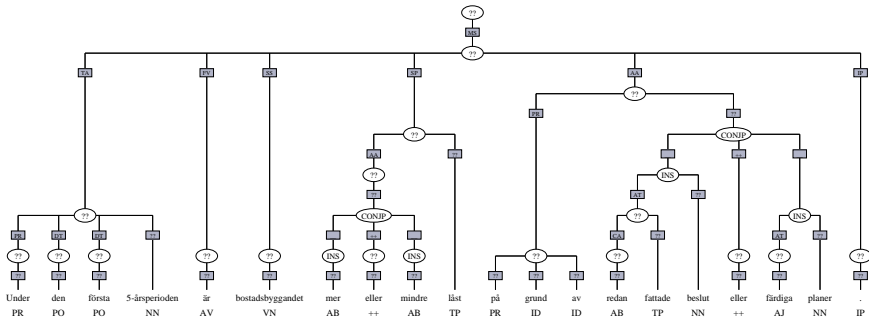 ??
MS
??
TA FV SS SP AA IP
??
PR ??
?? CONJP
AA ?? ++
?? INS
?? AT ??
?? CONJP ?? INS
PR DT DT ?? ++ CA ?? AT ??
?? ?? ?? ?? ?? INS ?? INS ?? ?? ?? ?? ??
?? ?? ?? ?? ?? ?? ?? ?? ?? ?? ?? ?? ?? ?? ??
Under den första 5-årsperioden är bostadsbyggandet mer eller mindre låst på grund av redan fattade beslut eller färdiga planer .
PR PO PO NN AV VN AB ++ AB TP PR ID ID AB TP NN ++ AJ NN IP